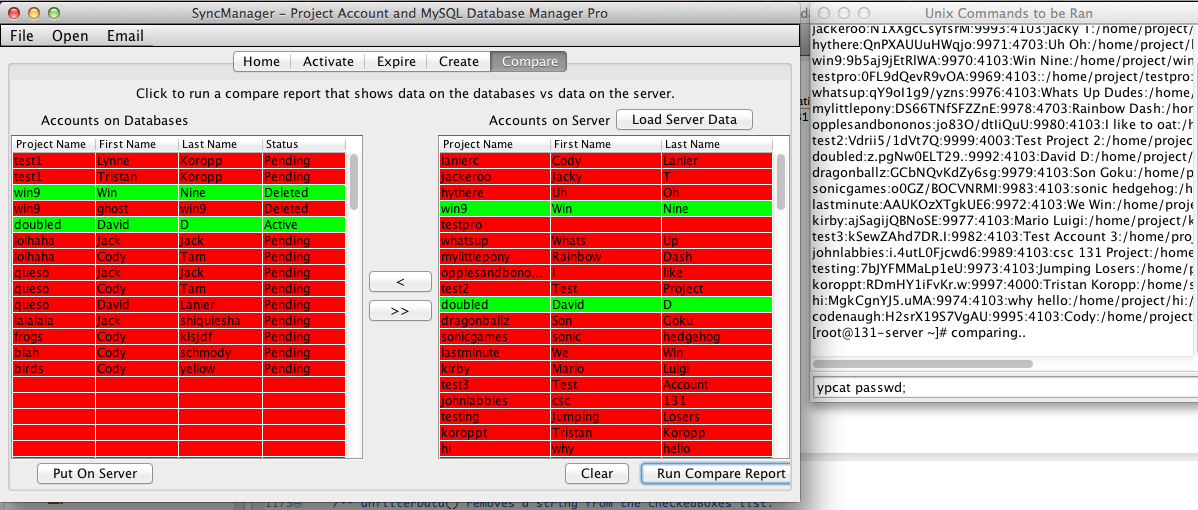 SyncManager – Project Account and MySQL Database Manager Pro
File Open Email
Home Activate Expire Create Compare
Click to run a compare report that shows data on the databases vs data on the server.
Accounts on Databases
Project Name First Name Last Name Status
test1 Lynne Koropp Pending
test1 Tristan Koropp Pending
win9 Win Nine Deleted
win9 ghost win9 Deleted
doubled David D Active
lolhaha Jack Jack Pending
lolhaha Cody Tam Pending
queso Jack Jack Pending
queso Cody Tam Pending
queso David Lanier Pending
lalalala Jack shiquiesha Pending
frogs Cody klsjdf Pending
blah Cody schmody Pending
birds Cody yellow Pending
Put On Server
<
>>
Accounts on Server Load Server Data
Project Name First Name Last Name
lanierc Cody Lanier
jackeroo Jacky T
hythere Uh Oh
win9 Win Nine
testpro
whatsup Whats Up
mylittlepony Rainbow Dash
opplesandbono... I like
test2 Test Project
doubled David D
dragonballz Son Goku
sonicgames sonic hedgehog
lastminute We Win
kirby Mario Luigi
test3 Test Account
johnlabbies csc 131
testing Jumping Losers
koroppt Tristan Koropp
hi why hello
Clear Run Compare Report
Unix Commands to be Ran
jackeroo:N1XXgcCsyfsrM:9993:4103:Jacky T:/home/project/
hythere:QnPXAUUuHWqjo:9971:4703:Uh Oh:/home/project/
win9:9b5aj9jEtRlWA:9970:4103:Win Nine:/home/project/win
testpro:0FL9dQevR9vOA:9969:4103::/home/project/testpro:
whatsup:qY9oI1g9/yzns:9976:4103:Whats Up Dudes:/home/
mylittlepony:DS66TNfSFZZnE:9978:4703:Rainbow Dash:/hom
opplesandbononos:jo83O/dtIiQuU:9980:4103:I like to oat:/h
test2:Vdrii5/1dVt7Q:9999:4003:Test Project 2:/home/project
doubled:z.pgNw0ELT29.:9992:4103:David D:/home/project/
dragonballz:GCbNQvKdZy6sg:9979:4103:Son Goku:/home/p
sonicgames:o0GZ/BOCVNRMI:9983:4103:sonic hedgehog:/h
lastminute:AAUKOzXTgkUE6:9972:4103:We Win:/home/proje
kirby:ajSagijQBNoSE:9977:4103:Mario Luigi:/home/project/k
test3:kSewZAhd7DR.I:9982:4103:Test Account 3:/home/proj
johnlabbies:i.4utL0Fjcwd6:9989:4103:csc 131 Project:/home
testing:7bJYFMMaLp1eU:9973:4103:Jumping Losers:/home/p
koroppt:RDmHY1iFvKr.w:9997:4000:Tristan Koropp:/home/s
hi:MgkCgnYJ5.uMA:9974:4103:why hello:/home/project/hi:/
codenaugh:H2srX19S7VgAU:9995:4103:Cody:/home/project
[root@131-server ~]# comparing..
ypcat passwd;